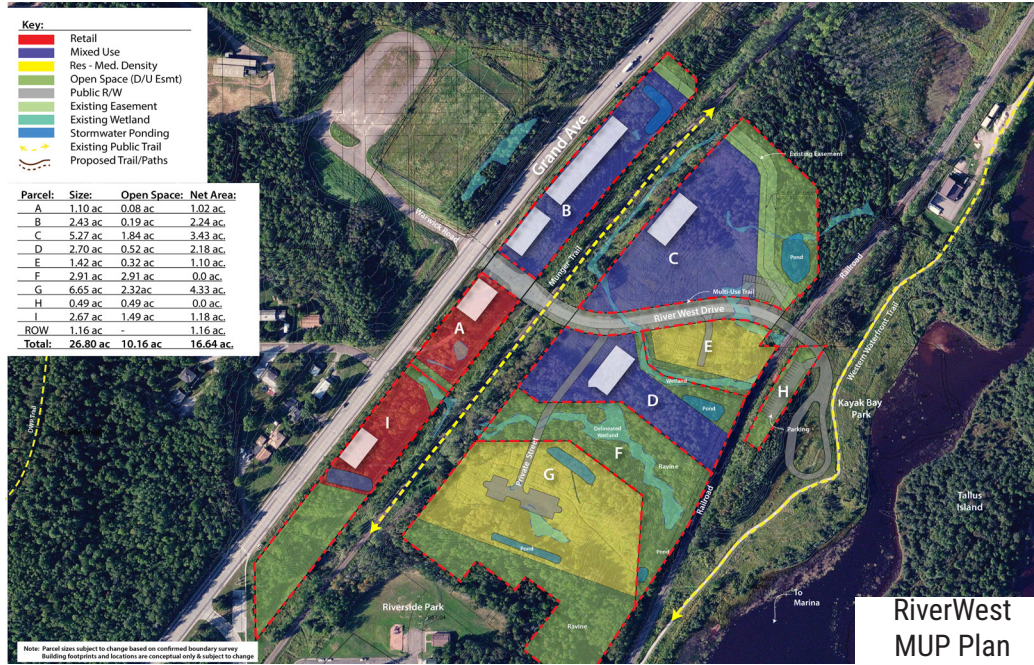 Key:
Retail
Mixed Use
Res - Med. Density
Open Space (D/U Esmt)
Public R/W
Existing Easement
Existing Wetland
Stormwater Ponding
Existing Public Trail
Proposed Trail/Paths
Parcel: Size: Open Space: Net Area:
A 1.10 ac 0.08 ac 1.02 ac.
B 2.43 ac 0.19 ac 2.24 ac.
C 5.27 ac 1.84 ac 3.43 ac.
D 2.70 ac 0.52 ac 2.18 ac.
E 1.42 ac 0.32 ac 1.10 ac.
F 2.91 ac 2.91 ac 0.0 ac.
G 6.65 ac 2.32ac 4.33 ac.
H 0.49 ac 0.49 ac 0.0 ac.
I 2.67 ac 1.49 ac 1.18 ac.
ROW 1.16 ac - 1.16 ac.
Total: 26.80 ac 10.16 ac 16.64 ac.
Grand Ave
Warwick Road
Munger Trail
B
Existing Easement
C
Pond
Railroad
Multi-Use Trail
River West Drive
A
E
Wetland
H
Parking
Western Waterfront Trail
Kayak Bay
Park
D
Pond
I
Delineated
Wetland
F
Ravine
Private Street
G
Railroad
Pond
Pond
Ravine
Riverside Park
Tallus
Island
To
Marina
DWP Trail
Note: Parcel sizes subject to change based on confirmed boundary survey
Building footprints and locations are conceptual only & subject to change
RiverWest
MUP Plan